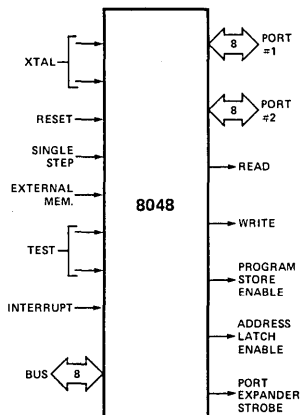 XTAL
RESET
SINGLE
STEP
EXTERNAL
MEM.
TEST
INTERRUPT
BUS
8
8048
8
PORT
#1
8
PORT
#2
READ
WRITE
PROGRAM
STORE
ENABLE
ADDRESS
LATCH
ENABLE
PORT
EXPANDER
STROBE